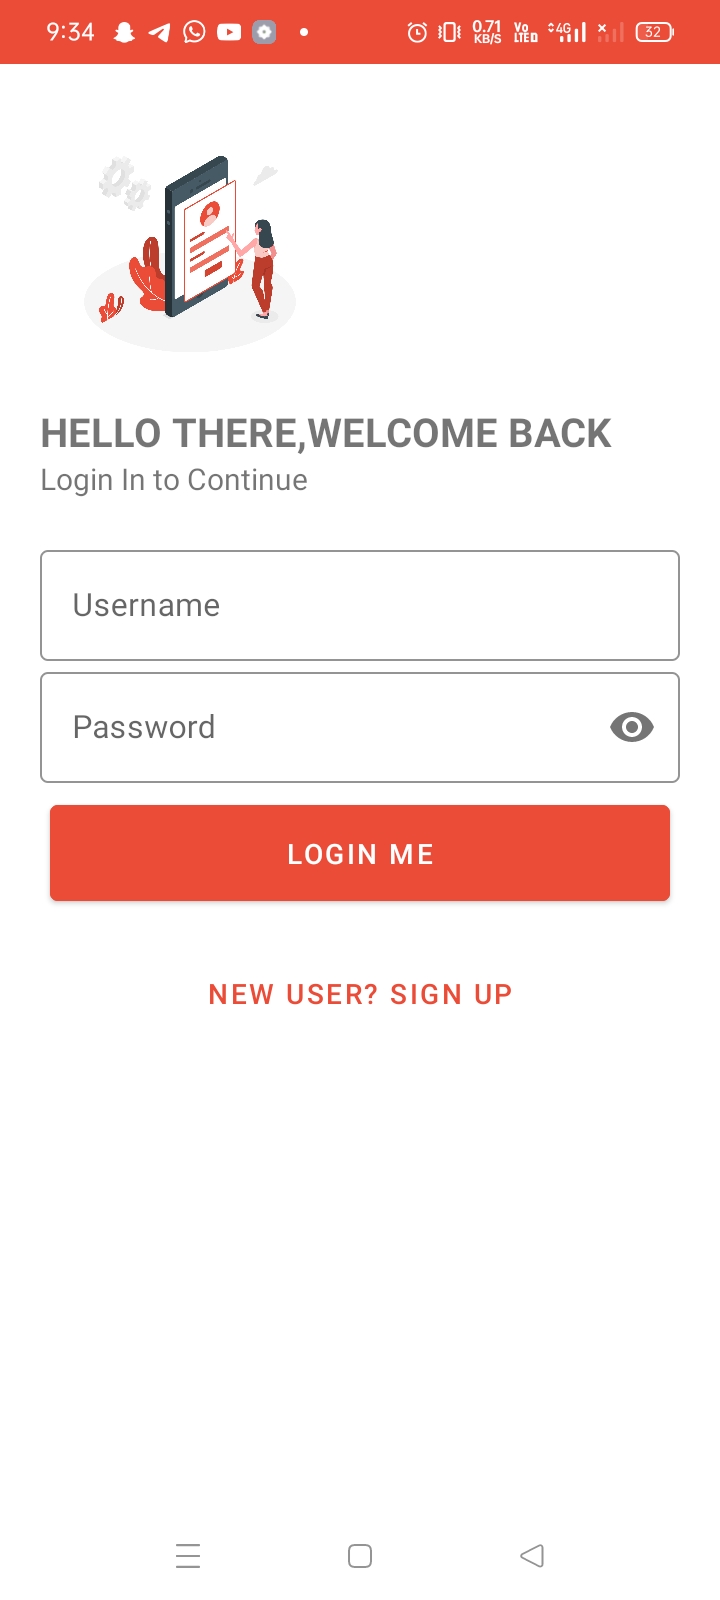 9:34 0.71 KB/S Vo LTE 4G 32
HELLO THERE,WELCOME BACK
Login In to Continue
Username
Password
LOGIN ME
NEW USER? SIGN UP